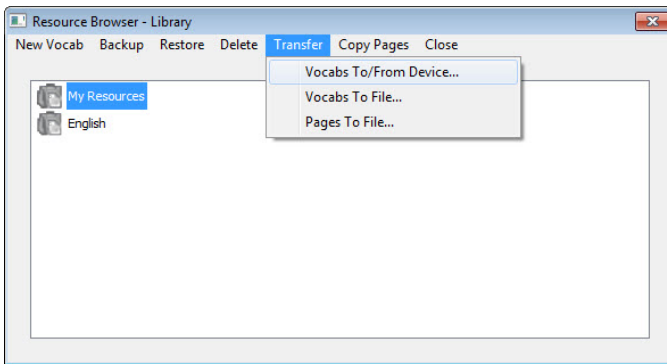 Resource Browser - Library
New Vocab Backup Restore Delete Transfer Copy Pages Close
Vocabs To/From Device...
Vocabs To File...
Pages To File...
My Resources
English